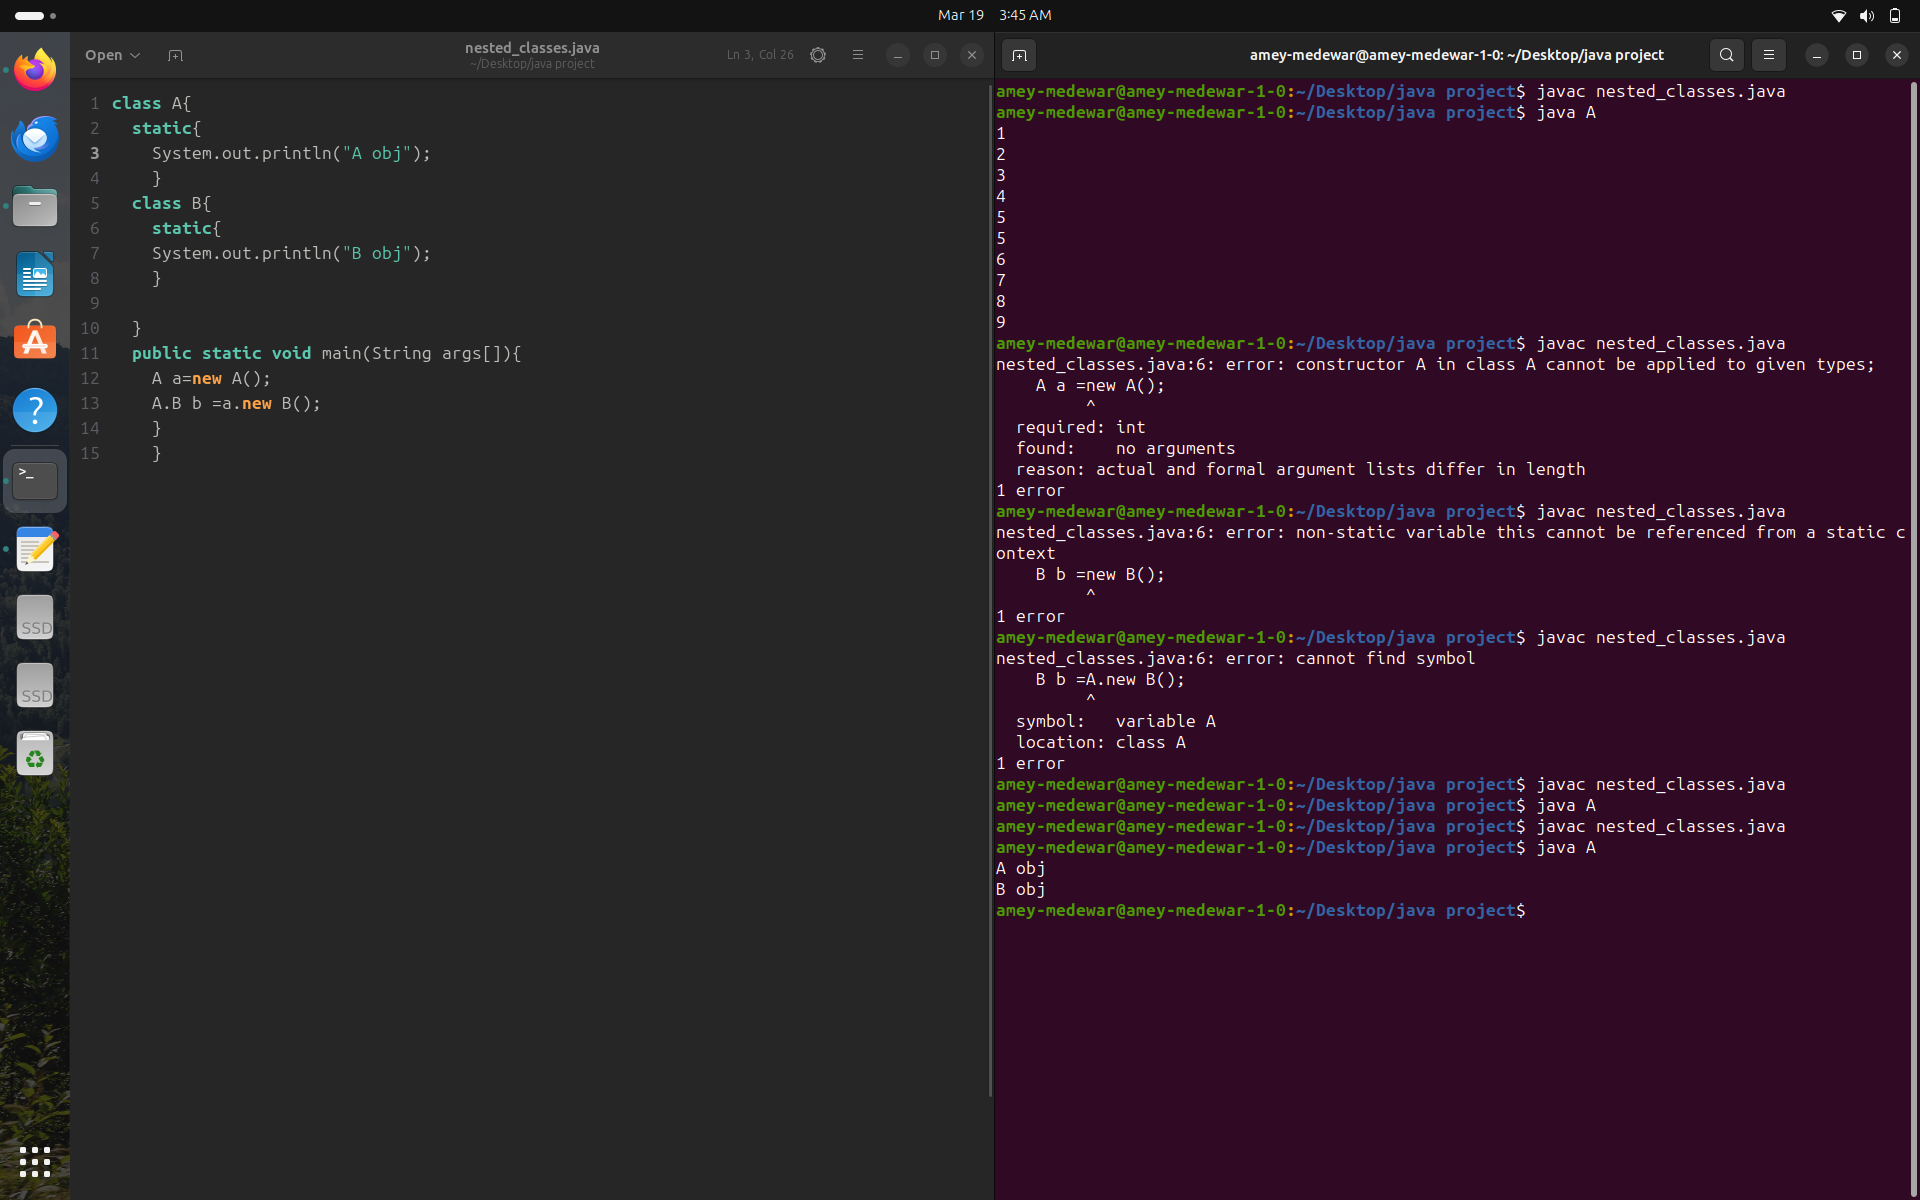 Mar 19 3:45 AM
Open
nested_classes.java
~/Desktop/java project
Ln 3, Col 26
1 class A{
2 static{
3 System.out.println("A obj");
4 }
5 class B{
6 static{
7 System.out.println("B obj");
8 }
9
10 }
11 public static void main(String args[]){
12 A a=new A();
13 A.B b =a.new B();
14 }
15 }
amey-medewar@amey-medewar-1-0: ~/Desktop/java project
amey-medewar@amey-medewar-1-0:~/Desktop/java project$ javac nested_classes.java
amey-medewar@amey-medewar-1-0:~/Desktop/java project$ java A
1
2
3
4
5
5
6
7
8
9
amey-medewar@amey-medewar-1-0:~/Desktop/java project$ javac nested_classes.java
nested_classes.java:6: error: constructor A in class A cannot be applied to given types;
A a =new A();
^
required: int
found: no arguments
reason: actual and formal argument lists differ in length
1 error
amey-medewar@amey-medewar-1-0:~/Desktop/java project$ javac nested_classes.java
nested_classes.java:6: error: non-static variable this cannot be referenced from a static c
ontext
B b =new B();
^
1 error
amey-medewar@amey-medewar-1-0:~/Desktop/java project$ javac nested_classes.java
nested_classes.java:6: error: cannot find symbol
B b =A.new B();
^
symbol: variable A
location: class A
1 error
amey-medewar@amey-medewar-1-0:~/Desktop/java project$ javac nested_classes.java
amey-medewar@amey-medewar-1-0:~/Desktop/java project$ java A
amey-medewar@amey-medewar-1-0:~/Desktop/java project$ javac nested_classes.java
amey-medewar@amey-medewar-1-0:~/Desktop/java project$ java A
A obj
B obj
amey-medewar@amey-medewar-1-0:~/Desktop/java project$
>_
SSD
SSD